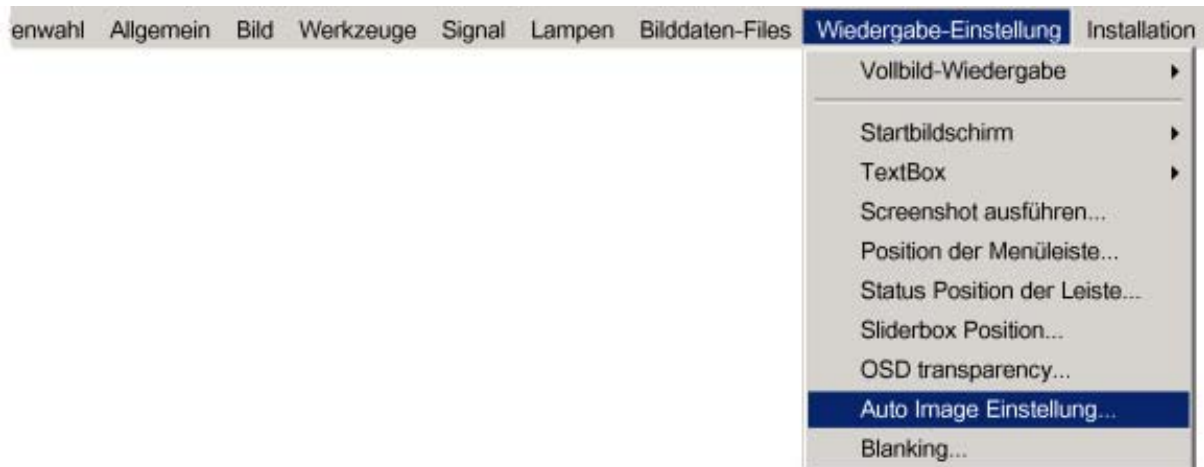 enwahl Allgemein Bild Werkzeuge Signal Lampen Bilddaten-Files Wiedergabe-Einstellung Installation
Vollbild-Wiedergabe
Startbildschirm
TextBox
Screenshot ausführen...
Position der Menüleiste...
Status Position der Leiste...
Sliderbox Position...
OSD transparency...
Auto Image Einstellung...
Blanking...